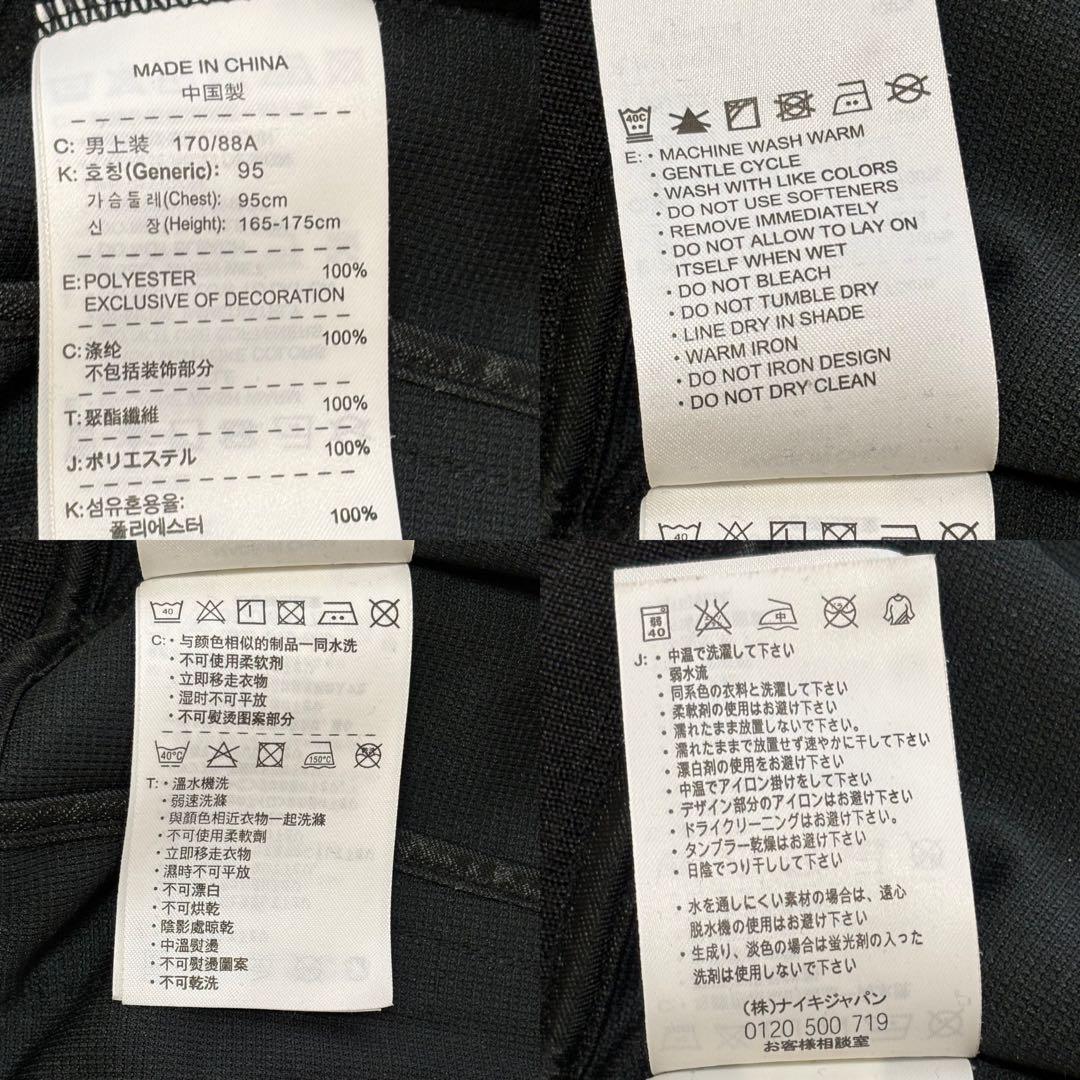 MADE IN CHINA
中国製
C: 男上装 170/88A
K: 호칭(Generic): 95
가슴둘레(Chest): 95cm
신 장(Height): 165-175cm
E: POLYESTER 100%
EXCLUSIVE OF DECORATION
C: 涤纶 100%
不包括装饰部分
T: 聚酯纖維 100%
J: ポリエステル 100%
K: 섬유혼용율:
폴리에스터 100%
40C
E: • MACHINE WASH WARM
• GENTLE CYCLE
• WASH WITH LIKE COLORS
• DO NOT USE SOFTENERS
• REMOVE IMMEDIATELY
• DO NOT ALLOW TO LAY ON
ITSELF WHEN WET
• DO NOT BLEACH
• DO NOT TUMBLE DRY
• LINE DRY IN SHADE
• WARM IRON
• DO NOT IRON DESIGN
• DO NOT DRY CLEAN
40
40
C: • 与颜色相似的制品一同水洗
• 不可使用柔软剂
• 立即移走衣物
• 湿时不可平放
• 不可熨烫图案部分
40°C 150°C
T: • 溫水機洗
• 弱速洗滌
• 與顏色相近衣物一起洗滌
• 不可使用柔軟劑
• 立即移走衣物
• 濕時不可平放
• 不可漂白
• 不可烘乾
• 陰影處晾乾
• 中溫熨燙
• 不可熨燙圖案
• 不可乾洗
弱 中
40
J: • 中温で洗濯して下さい
• 弱水流
• 同系色の衣料と洗濯して下さい
• 柔軟剤の使用はお避け下さい
• 濡れたまま放置しないで下さい。
• 濡れたままで放置せず速やかに干して下さい
• 漂白剤の使用をお避け下さい
• 中温でアイロン掛けをして下さい
• デザイン部分のアイロンはお避け下さい
• ドライクリーニングはお避け下さい。
• タンブラー乾燥はお避け下さい
• 日陰でつり干しして下さい
• 水を通しにくい素材の場合は、遠心
脱水機の使用はお避け下さい
• 生成り、淡色の場合は蛍光剤の入った
洗剤は使用しないで下さい
(株)ナイキジャパン
0120 500 719
お客様相談室